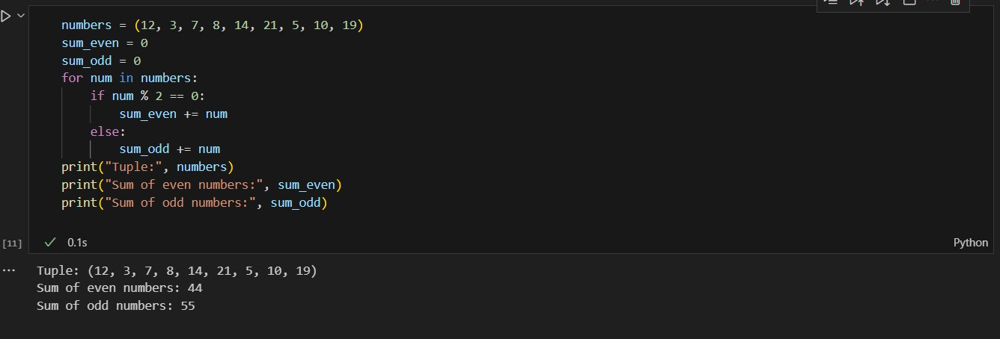 numbers = (12, 3, 7, 8, 14, 21, 5, 10, 19)
sum_even = 0
sum_odd = 0
for num in numbers:
    if num % 2 == 0:
        sum_even += num
    else:
        sum_odd += num
print("Tuple:", numbers)
print("Sum of even numbers:", sum_even)
print("Sum of odd numbers:", sum_odd)
[11] 0.1s Python
Tuple: (12, 3, 7, 8, 14, 21, 5, 10, 19)
Sum of even numbers: 44
Sum of odd numbers: 55